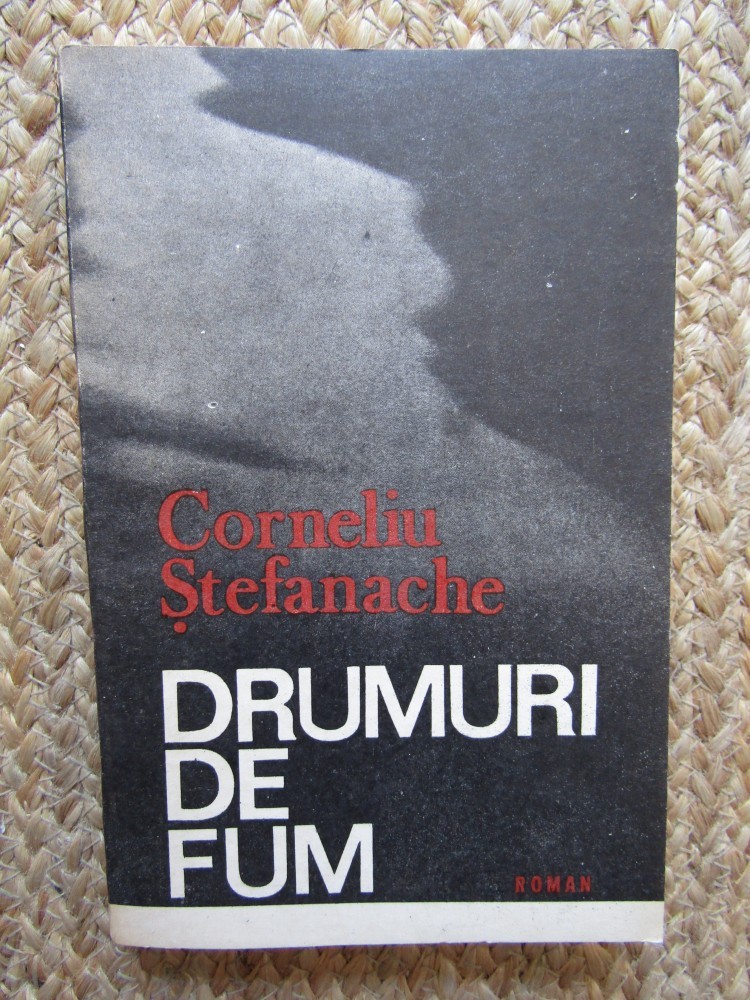 Corneliu
Ștefanache
DRUMURI
DE
FUM
ROMAN